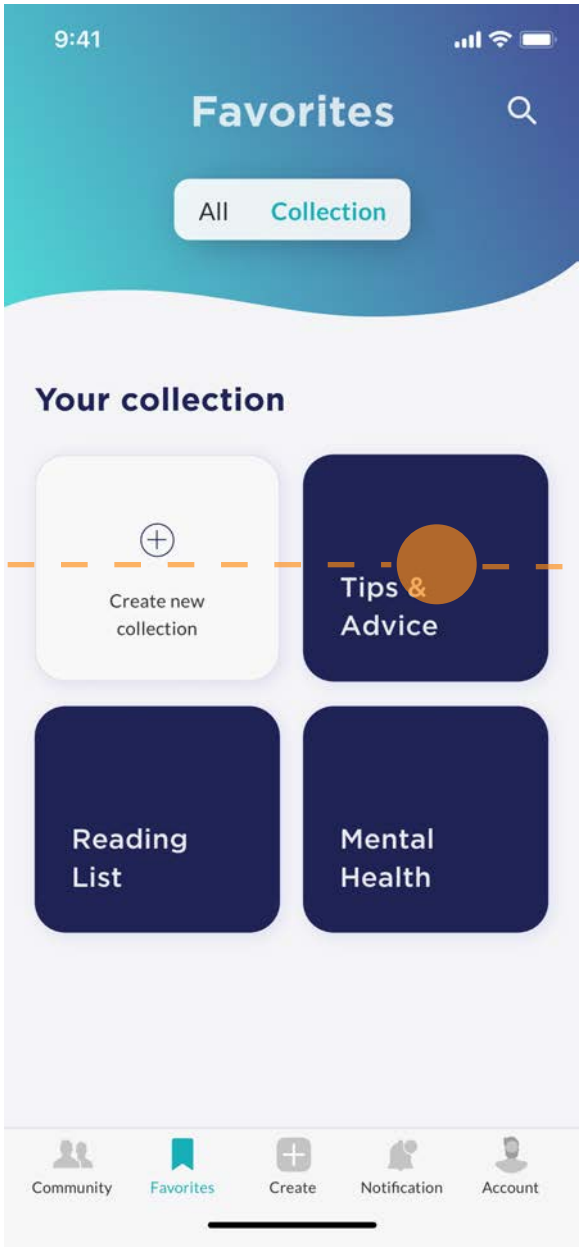 9:41
Favorites
All Collection
Your collection
Create new
collection
Tips &
Advice
Reading
List
Mental
Health
Community Favorites Create Notification Account